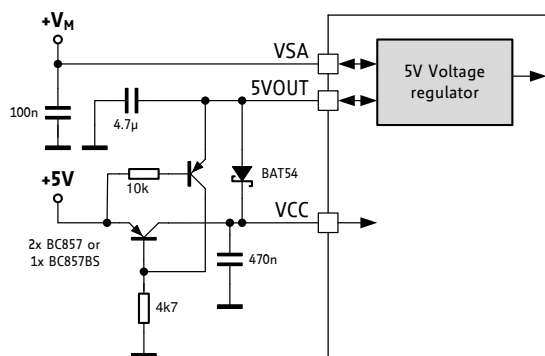 +VM
VSA
5V Voltage
regulator
5VOUT
100n
4.7µ
+5V
10k
BAT54
VCC
2x BC857 or
1x BC857BS
470n
4k7